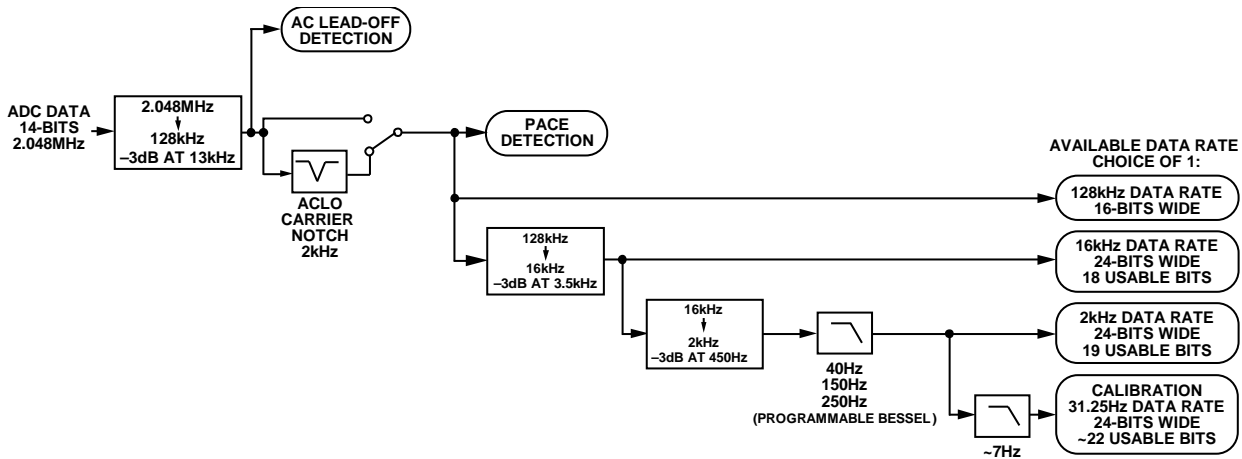 AC LEAD-OFF
DETECTION
ADC DATA
14-BITS
2.048MHz
2.048MHz
128kHz
–3dB AT 13kHz
ACLO
CARRIER
NOTCH
2kHz
PACE
DETECTION
AVAILABLE DATA RATE
CHOICE OF 1:
128kHz DATA RATE
16-BITS WIDE
128kHz
16kHz
–3dB AT 3.5kHz
16kHz DATA RATE
24-BITS WIDE
18 USABLE BITS
16kHz
2kHz
–3dB AT 450Hz
40Hz
150Hz
250Hz
(PROGRAMMABLE BESSEL)
2kHz DATA RATE
24-BITS WIDE
19 USABLE BITS
~7Hz
CALIBRATION
31.25Hz DATA RATE
24-BITS WIDE
~22 USABLE BITS